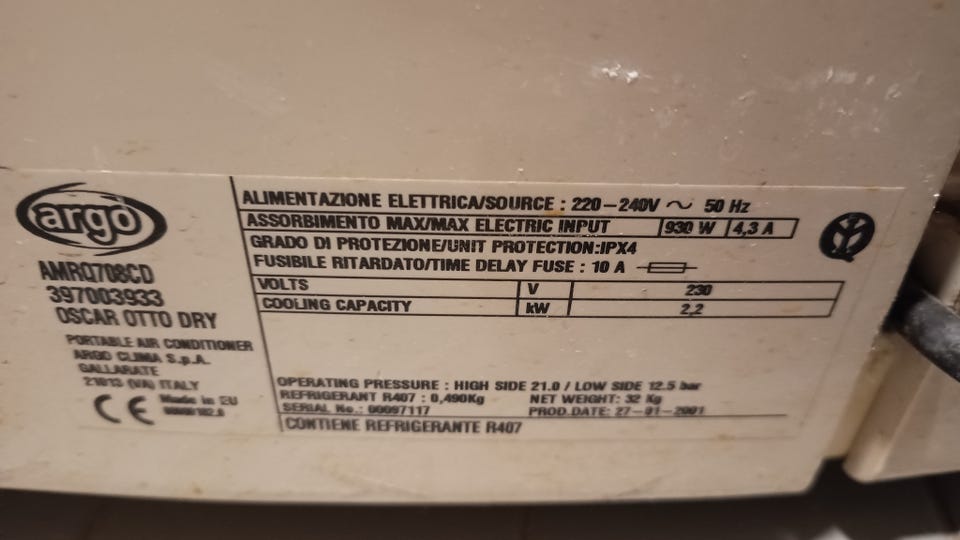 argo
AMRQ708CD
397003933
OSCAR OTTO DRY
PORTABLE AIR CONDITIONER
ARGO CLIMA S.p.A.
GALLARATE
21013 (VA) ITALY
CE Made in EU
ALIMENTAZIONE ELETTRICA/SOURCE : 220-240V ~ 50 Hz
ASSORBIMENTO MAX/MAX ELECTRIC INPUT 930 W 4,3 A
GRADO DI PROTEZIONE/UNIT PROTECTION:IPX4
FUSIBILE RITARDATO/TIME DELAY FUSE : 10 A
VOLTS V 230
COOLING CAPACITY kW 2,2
OPERATING PRESSURE : HIGH SIDE 21.0 / LOW SIDE 12.5 bar
REFRIGERANT R407 : 0,490Kg NET WEIGHT: 32 Kg
SERIAL No.: 00097117 PROD.DATE: 27-01-2001
CONTIENE REFRIGERANTE R407